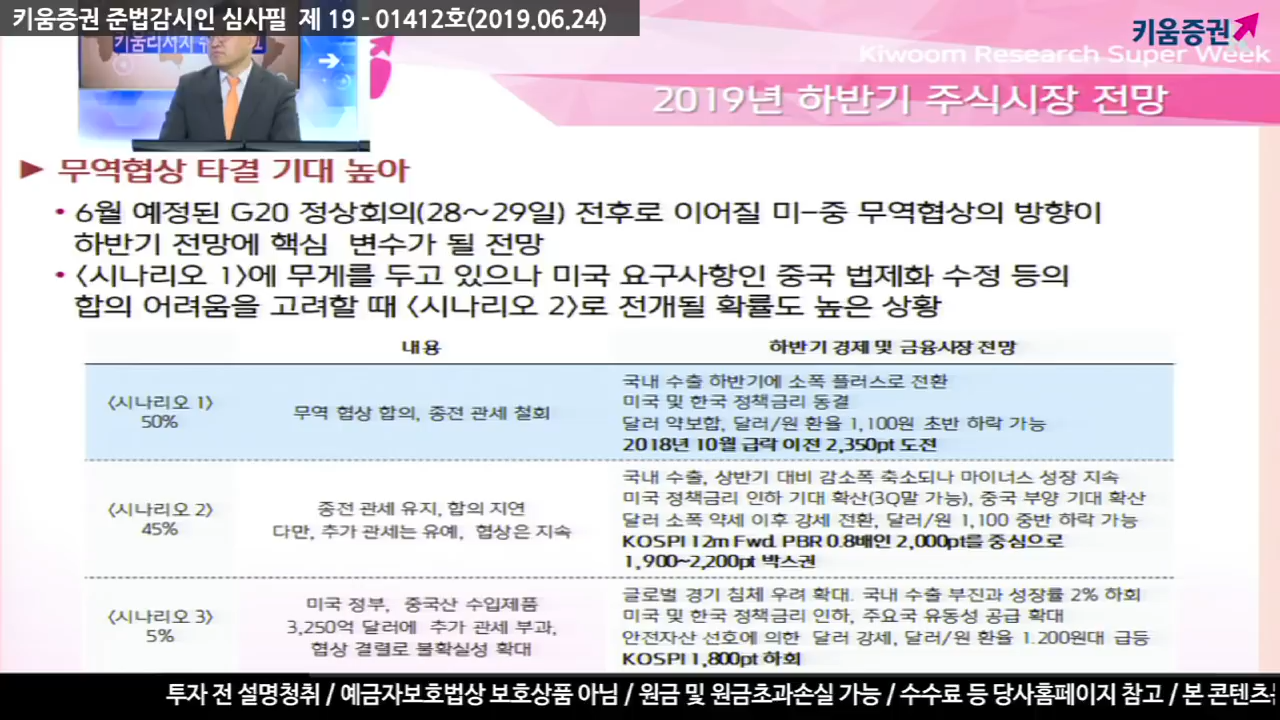 키움증권 준법감시인 심사필 제 19 - 01412호(2019.06.24)
키움증권
Kiwoom Research Super Week
2019년 하반기 주식시장 전망
▶ 무역협상 타결 기대 높아
• 6월 예정된 G20 정상회의(28~29일) 전후로 이어질 미-중 무역협상의 방향이
하반기 전망에 핵심 변수가 될 전망
• <시나리오 1>에 무게를 두고 있으나 미국 요구사항인 중국 법제화 수정 등의
합의 어려움을 고려할 때 <시나리오 2>로 전개될 확률도 높은 상황
내용
하반기 경제 및 금융시장 전망
<시나리오 1>
50%
무역 협상 합의, 종전 관세 철회
국내 수출 하반기에 소폭 플러스로 전환
미국 및 한국 정책금리 동결
달러 약보합, 달러/원 환율 1,100원 초반 하락 가능
2018년 10월 급락 이전 2,350pt 도전
<시나리오 2>
45%
종전 관세 유지, 합의 지연
다만, 추가 관세는 유예, 협상은 지속
국내 수출, 상반기 대비 감소폭 축소되나 마이너스 성장 지속
미국 정책금리 인하 기대 확산(3Q말 가능), 중국 부양 기대 확산
달러 소폭 약세 이후 강세 전환, 달러/원 1,100 중반 하락 가능
KOSPI 12m Fwd. PBR 0.8배인 2,000pt를 중심으로
1,900~2,200pt 박스권
<시나리오 3>
5%
미국 정부, 중국산 수입제품
3,250억 달러에 추가 관세 부과,
협상 결렬로 불확실성 확대
글로벌 경기 침체 우려 확대. 국내 수출 부진과 성장률 2% 하회
미국 및 한국 정책금리 인하, 주요국 유동성 공급 확대
안전자산 선호에 의한 달러 강세, 달러/원 환율 1.200원대 급등
KOSPI 1,800pt 하회
투자 전 설명청취 / 예금자보호법상 보호상품 아님 / 원금 및 원금초과손실 가능 / 수수료 등 당사홈페이지 참고 / 본 콘텐츠는